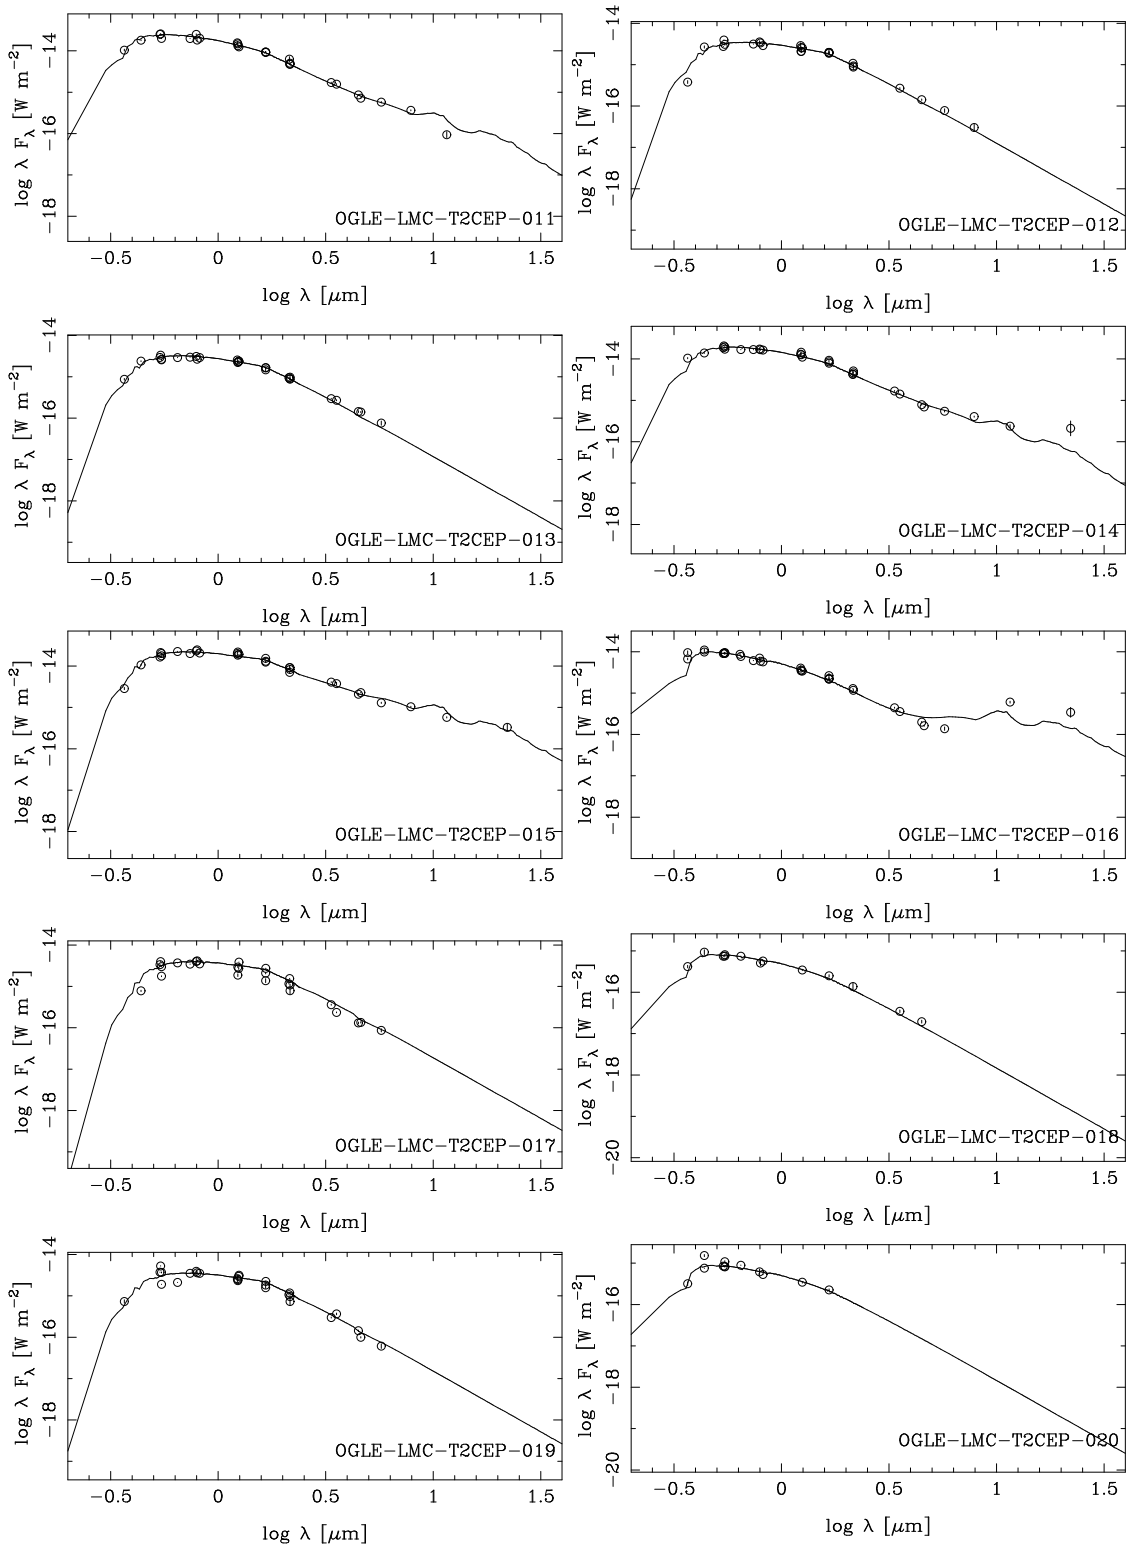 log λ Fλ [W m−2]
−14
−16
−18
OGLE−LMC−T2CEP−011
−0.5 0 0.5 1 1.5
log λ [μm]
log λ Fλ [W m−2]
−14
−16
−18
OGLE−LMC−T2CEP−012
−0.5 0 0.5 1 1.5
log λ [μm]
log λ Fλ [W m−2]
−14
−16
−18
OGLE−LMC−T2CEP−013
−0.5 0 0.5 1 1.5
log λ [μm]
log λ Fλ [W m−2]
−14
−16
−18
OGLE−LMC−T2CEP−014
−0.5 0 0.5 1 1.5
log λ [μm]
log λ Fλ [W m−2]
−14
−16
−18
OGLE−LMC−T2CEP−015
−0.5 0 0.5 1 1.5
log λ [μm]
log λ Fλ [W m−2]
−14
−16
−18
OGLE−LMC−T2CEP−016
−0.5 0 0.5 1 1.5
log λ [μm]
log λ Fλ [W m−2]
−14
−16
−18
OGLE−LMC−T2CEP−017
−0.5 0 0.5 1 1.5
log λ [μm]
log λ Fλ [W m−2]
−16
−18
−20
OGLE−LMC−T2CEP−018
−0.5 0 0.5 1 1.5
log λ [μm]
log λ Fλ [W m−2]
−14
−16
−18
OGLE−LMC−T2CEP−019
−0.5 0 0.5 1 1.5
log λ [μm]
log λ Fλ [W m−2]
−16
−18
−20
OGLE−LMC−T2CEP−020
−0.5 0 0.5 1 1.5
log λ [μm]